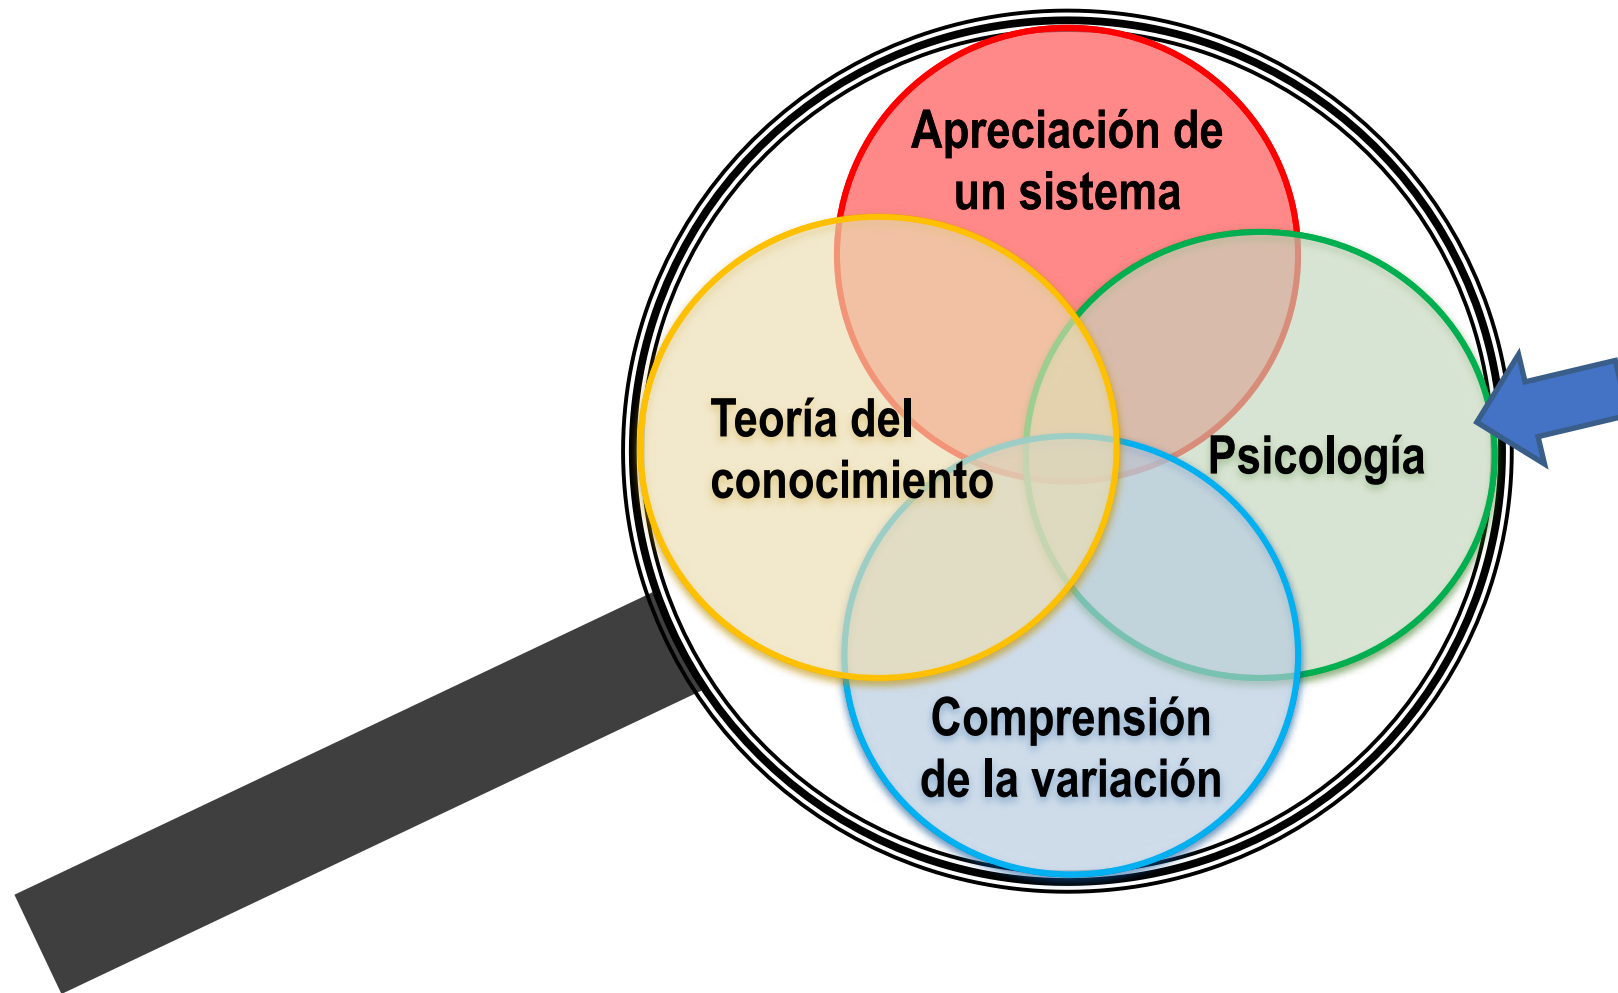 Apreciación de
un sistema
Teoría del
conocimiento
Psicología
Comprensión
de la variación